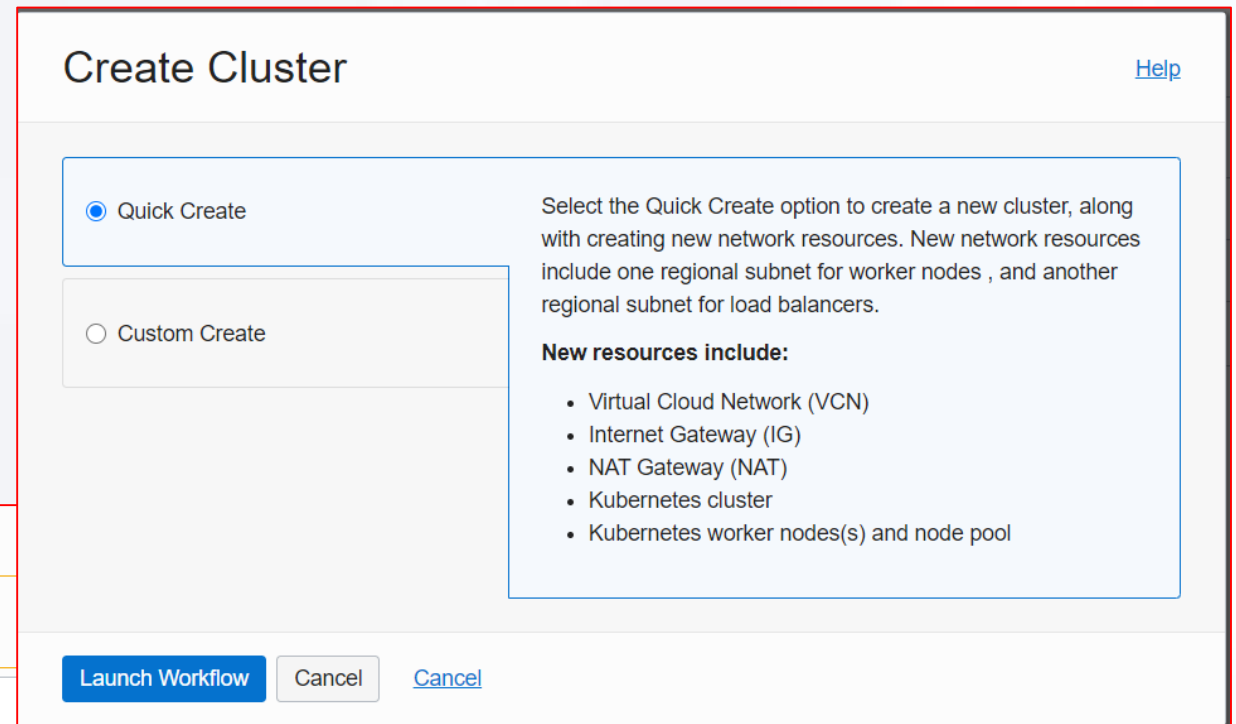 Create Cluster
Help
Quick Create
Custom Create
Select the Quick Create option to create a new cluster, along
with creating new network resources. New network resources
include one regional subnet for worker nodes , and another
regional subnet for load balancers.
New resources include:
• Virtual Cloud Network (VCN)
• Internet Gateway (IG)
• NAT Gateway (NAT)
• Kubernetes cluster
• Kubernetes worker nodes(s) and node pool
Launch Workflow
Cancel
Cancel